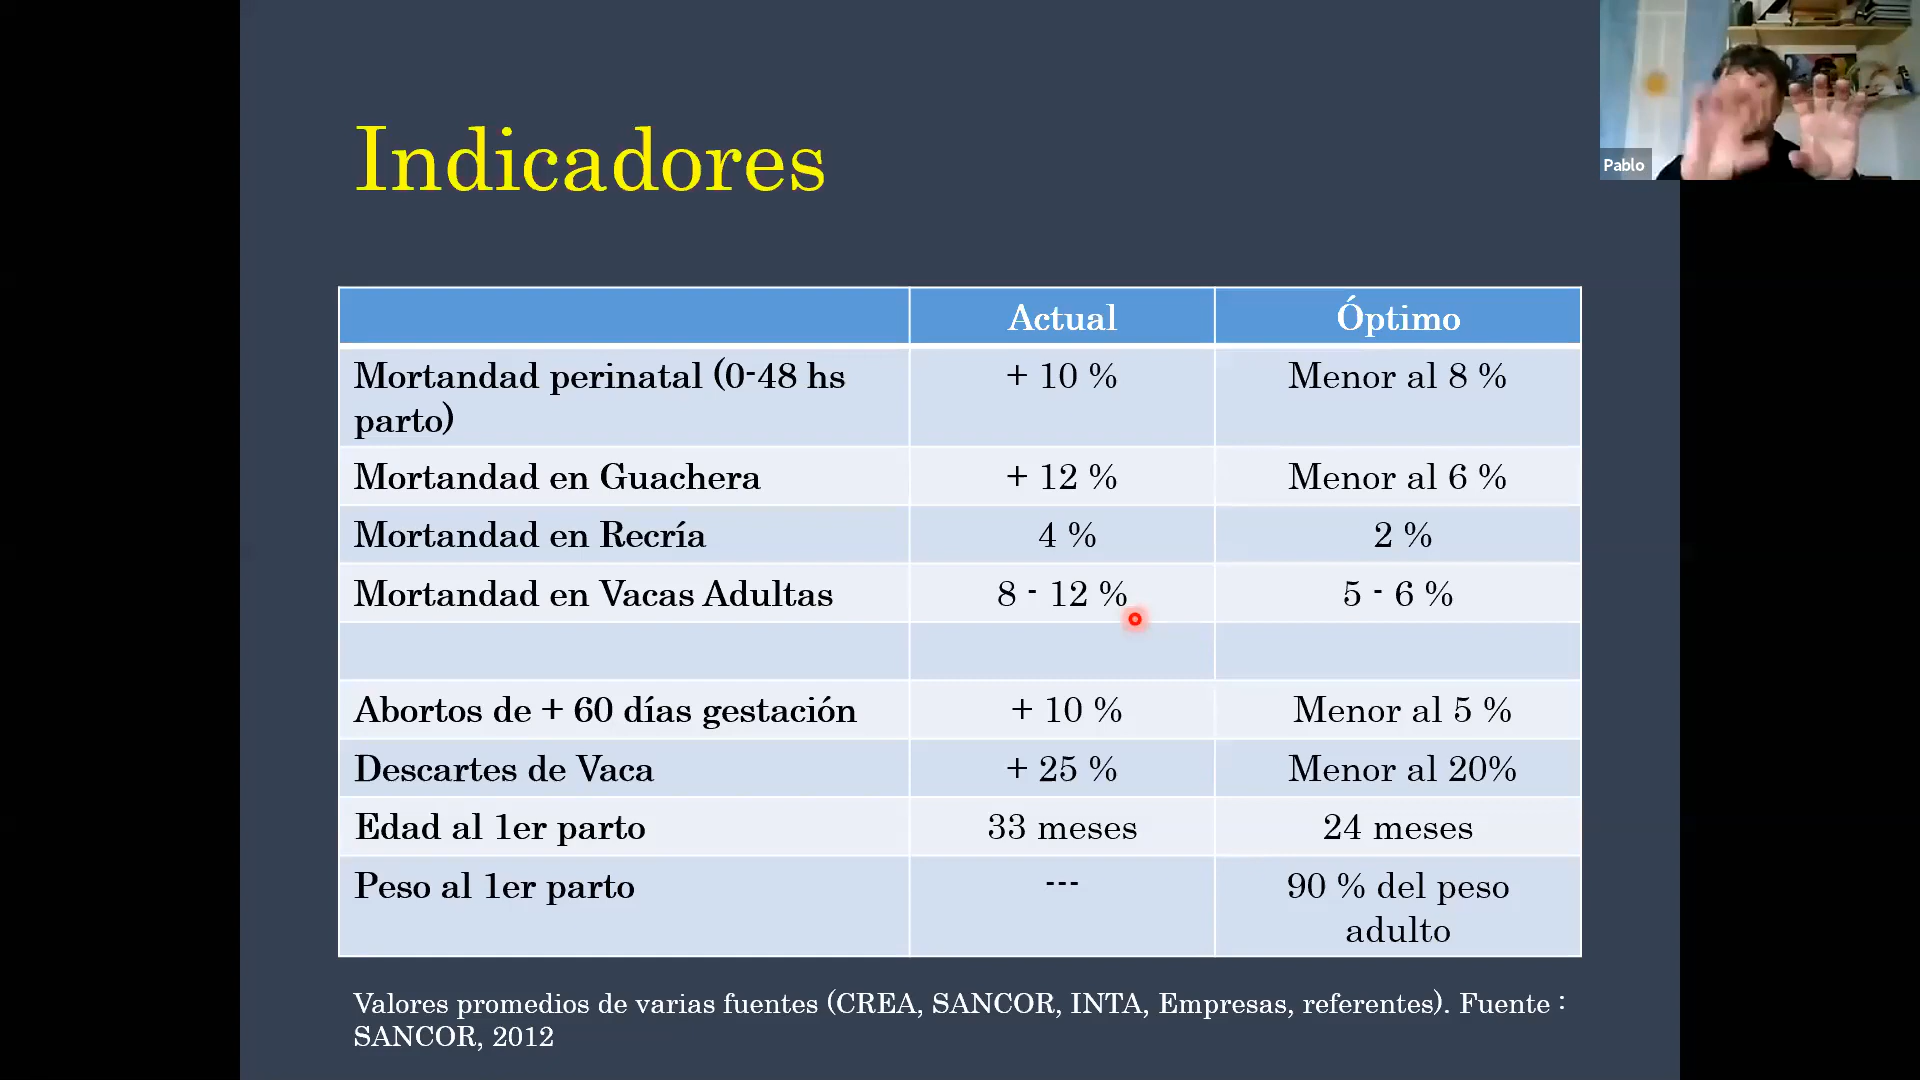 Pablo
Indicadores
Actual Óptimo
Mortandad perinatal (0-48 hs + 10 % Menor al 8 %
parto)
Mortandad en Guachera + 12 % Menor al 6 %
Mortandad en Recría 4 % 2 %
Mortandad en Vacas Adultas 8 - 12 % 5 - 6 %
Abortos de + 60 días gestación + 10 % Menor al 5 %
Descartes de Vaca + 25 % Menor al 20%
Edad al 1er parto 33 meses 24 meses
Peso al 1er parto --- 90 % del peso
adulto
Valores promedios de varias fuentes (CREA, SANCOR, INTA, Empresas, referentes). Fuente :
SANCOR, 2012